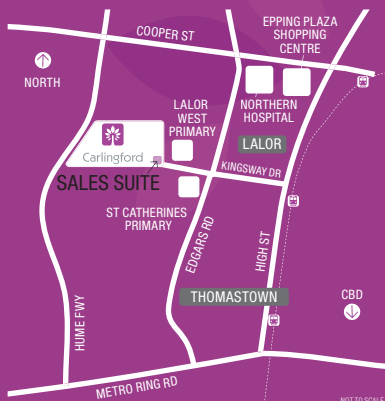 EPPING PLAZA
SHOPPING
CENTRE
COOPER ST
NORTH
LALOR
WEST
PRIMARY
NORTHERN
HOSPITAL
LALOR
Carlingford
KINGSWAY DR
SALES SUITE
ST CATHERINES
PRIMARY
EDGARS RD
HIGH ST
THOMASTOWN
CBD
HUME FWY
METRO RING RD
NOT TO SCALE